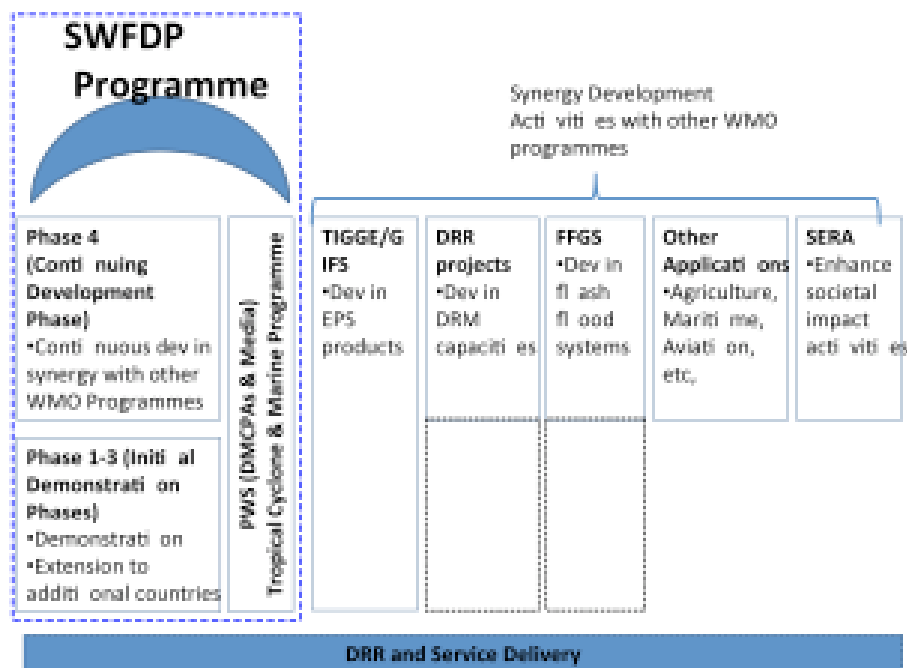 SWFDP
Programme
Synergy Development
Acti viti es with other WMO
programmes
Phase 4
(Conti nuing
Development
Phase)
•Conti nuous dev in
synergy with other
WMO Programmes
Phase 1-3 (Initi al
Demonstrati on
Phases)
•Demonstrati on
•Extension to
additi onal countries
PWS (DMCPAs & Media)
Tropical Cyclone & Marine Programme
TIGGE/G
IFS
•Dev in
EPS
products
DRR
projects
•Dev in
DRM
capaciti es
FFGS
•Dev in
fl ash
fl ood
systems
Other
Applicati ons
•Agriculture,
Mariti me,
Aviati on,
etc,
SERA
•Enhance
societal
impact
acti viti es
DRR and Service Delivery